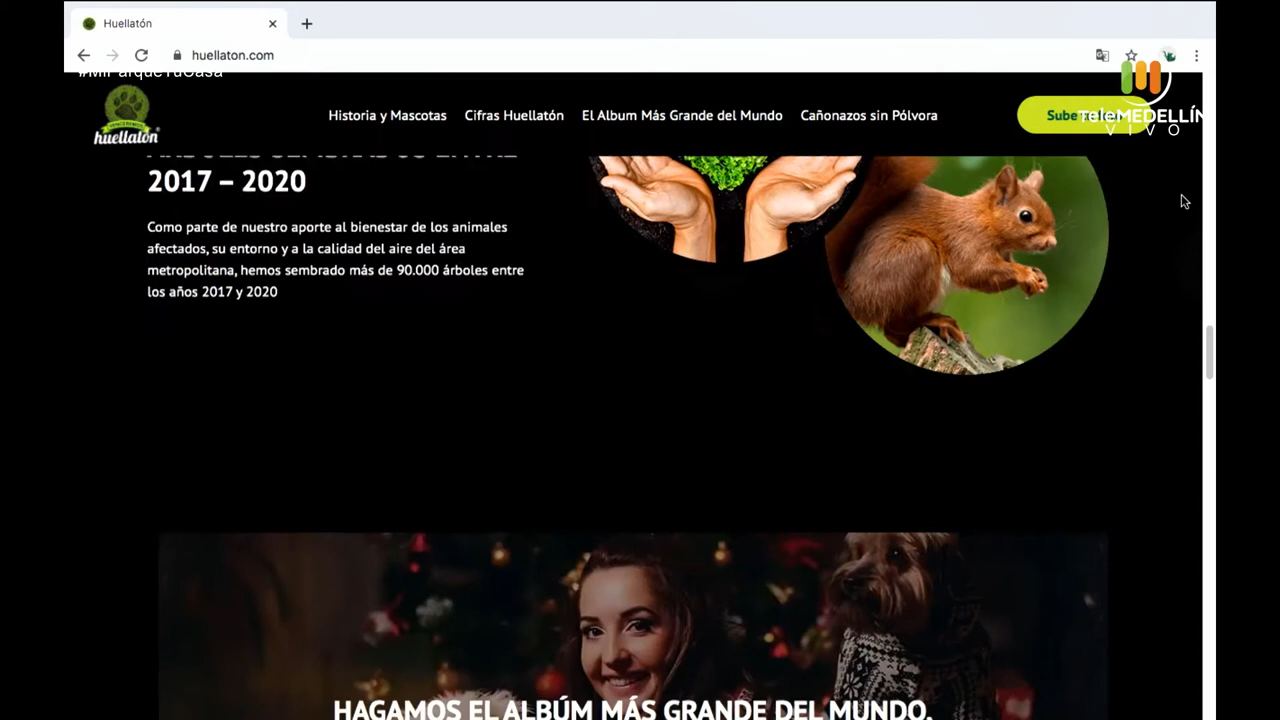 Huellatón
huellaton.com
#MiParqueTuCasa
huellatón
Historia y Mascotas
Cifras Huellatón
El Album Más Grande del Mundo
Cañonazos sin Pólvora
Sube
TeleMEDELLÍN
VIVO
2017 – 2020
Como parte de nuestro aporte al bienestar de los animales
afectados, su entorno y a la calidad del aire del área
metropolitana, hemos sembrado más de 90.000 árboles entre
los años 2017 y 2020
HAGAMOS EL ALBÚM MÁS GRANDE DEL MUNDO,